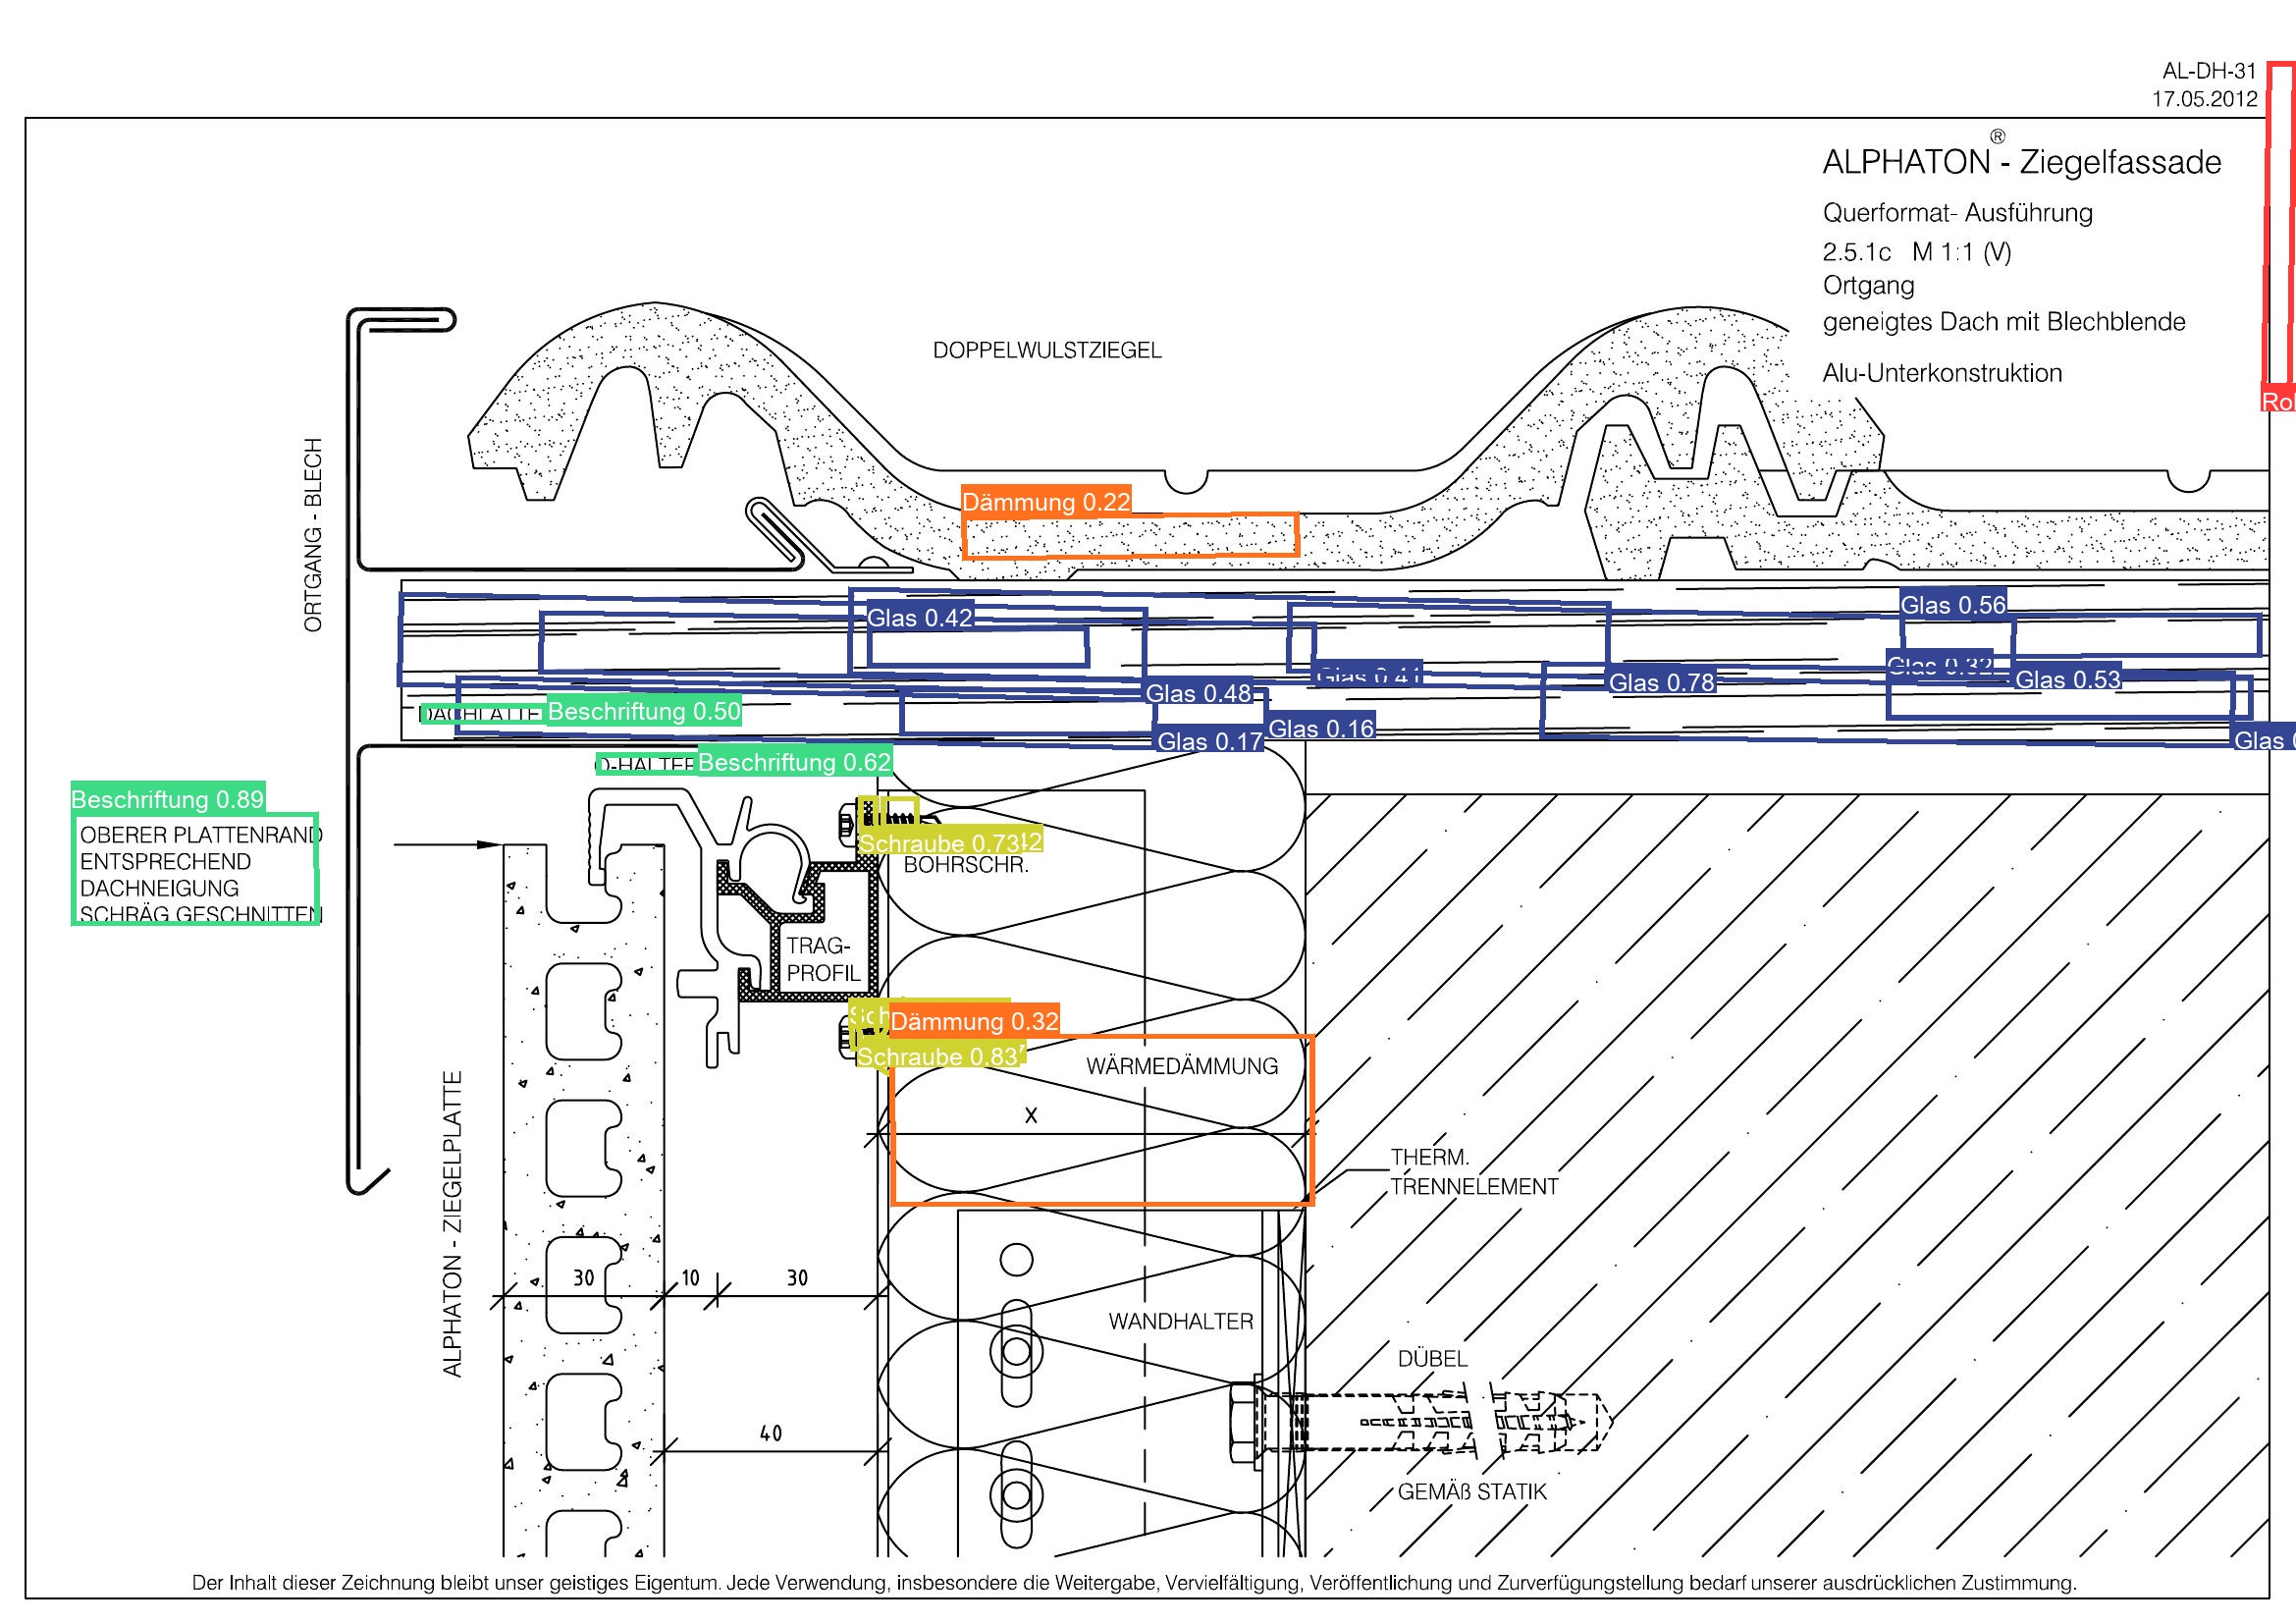 AL-DH-31
17.05.2012
ALPHATON® - Ziegelfassade
Querformat- Ausführung
2.5.1c M 1:1 (V)
Ortgang
geneigtes Dach mit Blechblende
Alu-Unterkonstruktion
DOPPELWULSTZIEGEL
ORTGANG - BLECH
Dämmung 0.22
Glas 0.42
Glas 0.56
Glas 0.41
Glas 0.32
Glas 0.48
Glas 0.78
Glas 0.53
DACHLATTE
Beschriftung 0.50
Glas 0.17
Glas 0.16
Glas
Beschriftung 0.62
Beschriftung 0.89
OBERER PLATTENRAND
ENTSPRECHEND
DACHNEIGUNG
SCHRÄG GESCHNITTEN
Schraube 0.73
BOHRSCHR.
TRAG-
PROFIL
Dämmung 0.32
Schraube 0.83
WÄRMEDÄMMUNG
X
THERM.
TRENNELEMENT
ALPHATON - ZIEGELPLATTE
30
10
30
WANDHALTER
DÜBEL
40
GEMÄß STATIK
Der Inhalt dieser Zeichnung bleibt unser geistiges Eigentum. Jede Verwendung, insbesondere die Weitergabe, Vervielfältigung, Veröffentlichung und Zurverfügungstellung bedarf unserer ausdrücklichen Zustimmung.